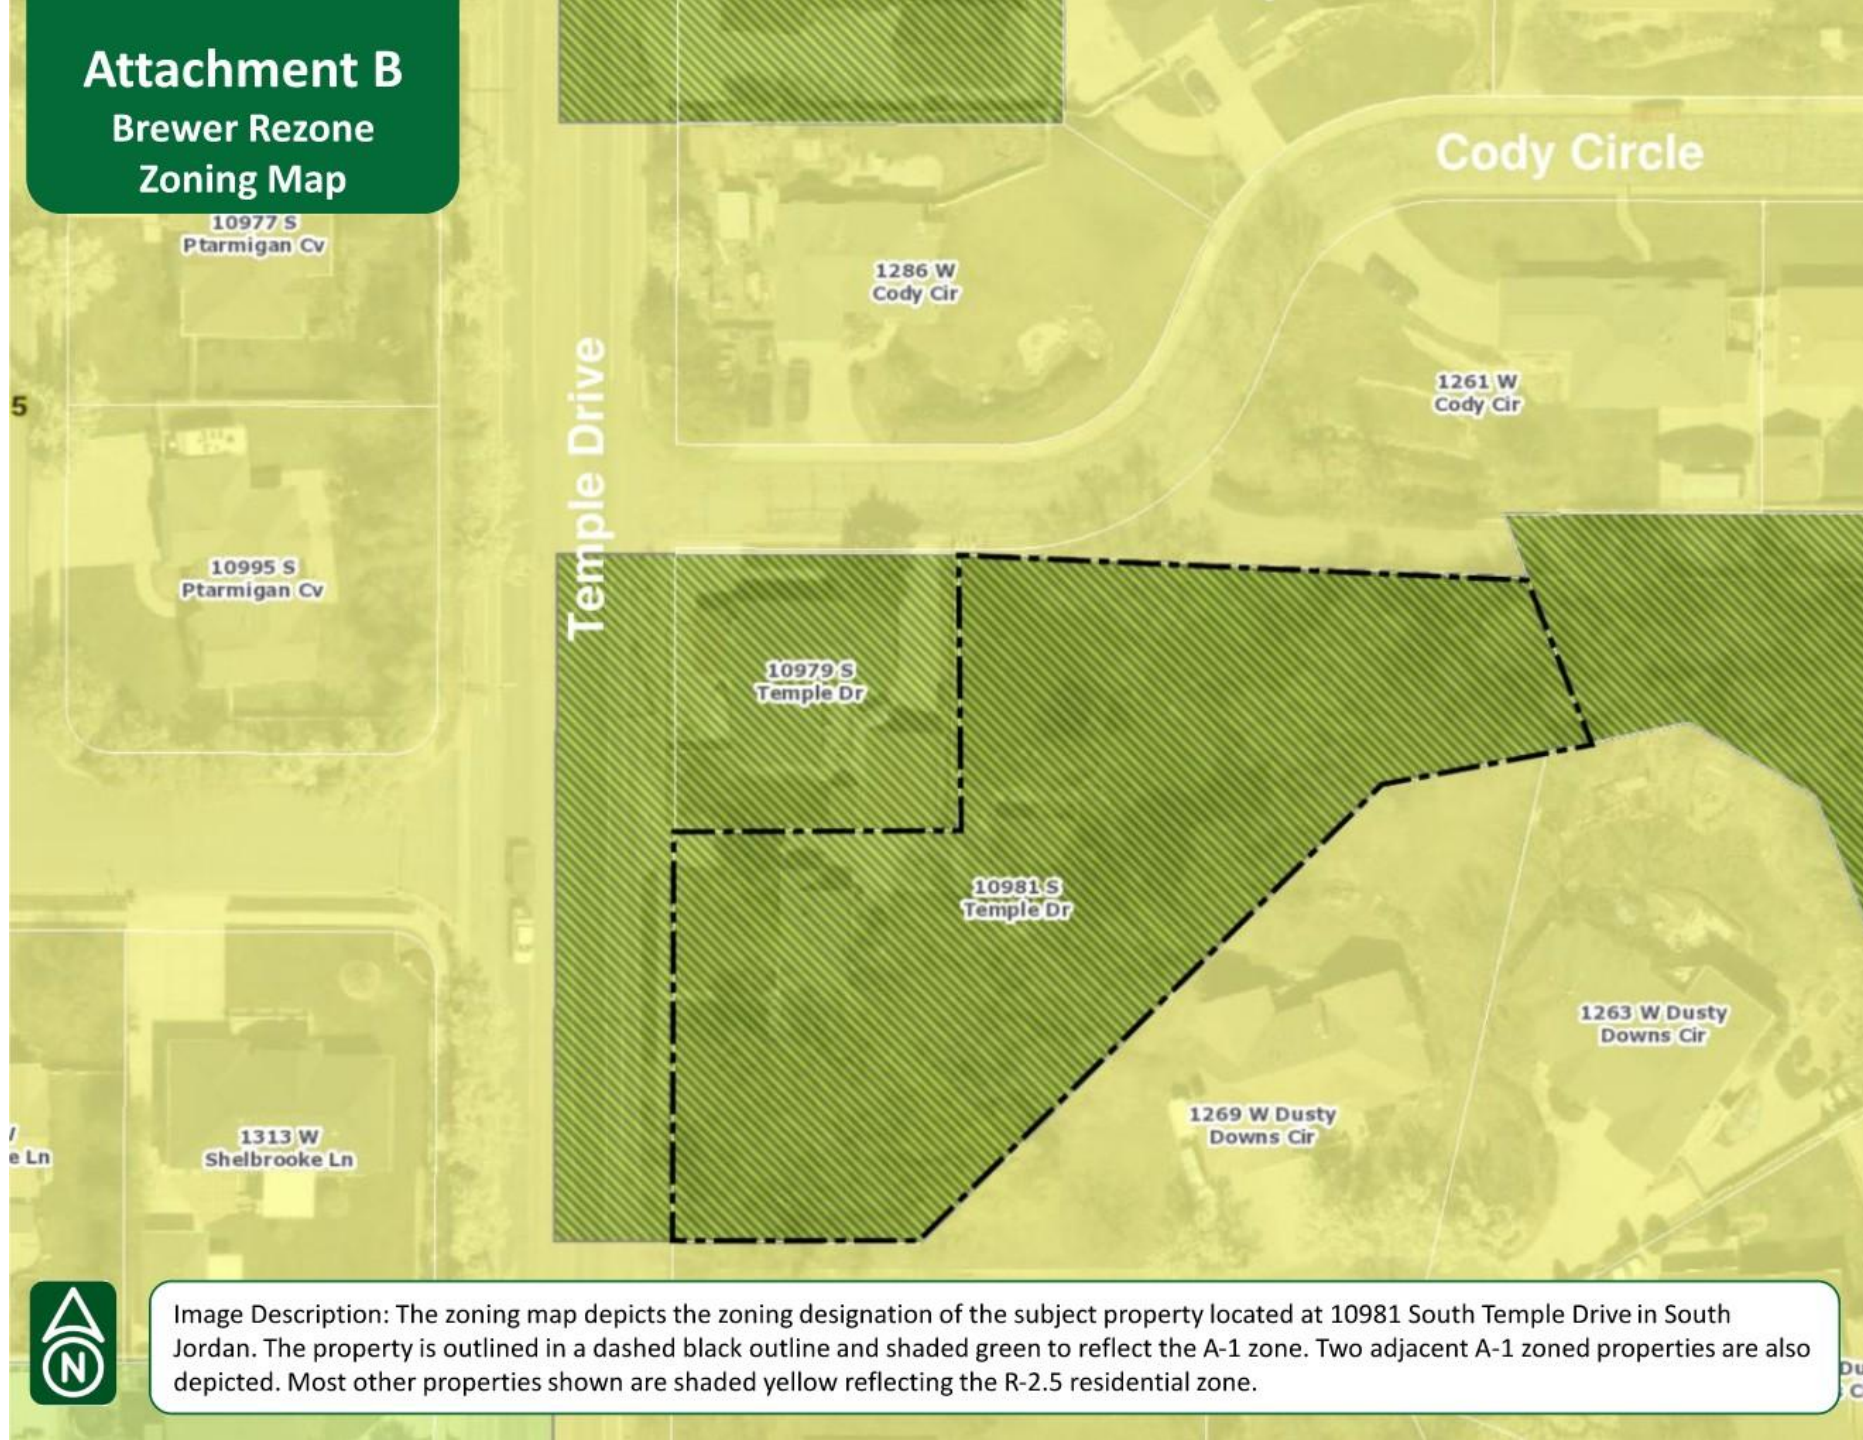 Attachment B
Brewer Rezone
Zoning Map
Cody Circle
10977 S
Ptarmigan Cv
1286 W
Cody Cir
Temple Drive
1261 W
Cody Cir
5
10995 S
Ptarmigan Cv
10979 S
Temple Dr
10981 S
Temple Dr
1263 W Dusty
Downs Cir
1269 W Dusty
Downs Cir
1313 W
Shelbrooke Ln
e Ln
N
Image Description: The zoning map depicts the zoning designation of the subject property located at 10981 South Temple Drive in South
Jordan. The property is outlined in a dashed black outline and shaded green to reflect the A-1 zone. Two adjacent A-1 zoned properties are also
depicted. Most other properties shown are shaded yellow reflecting the R-2.5 residential zone.
Du
C